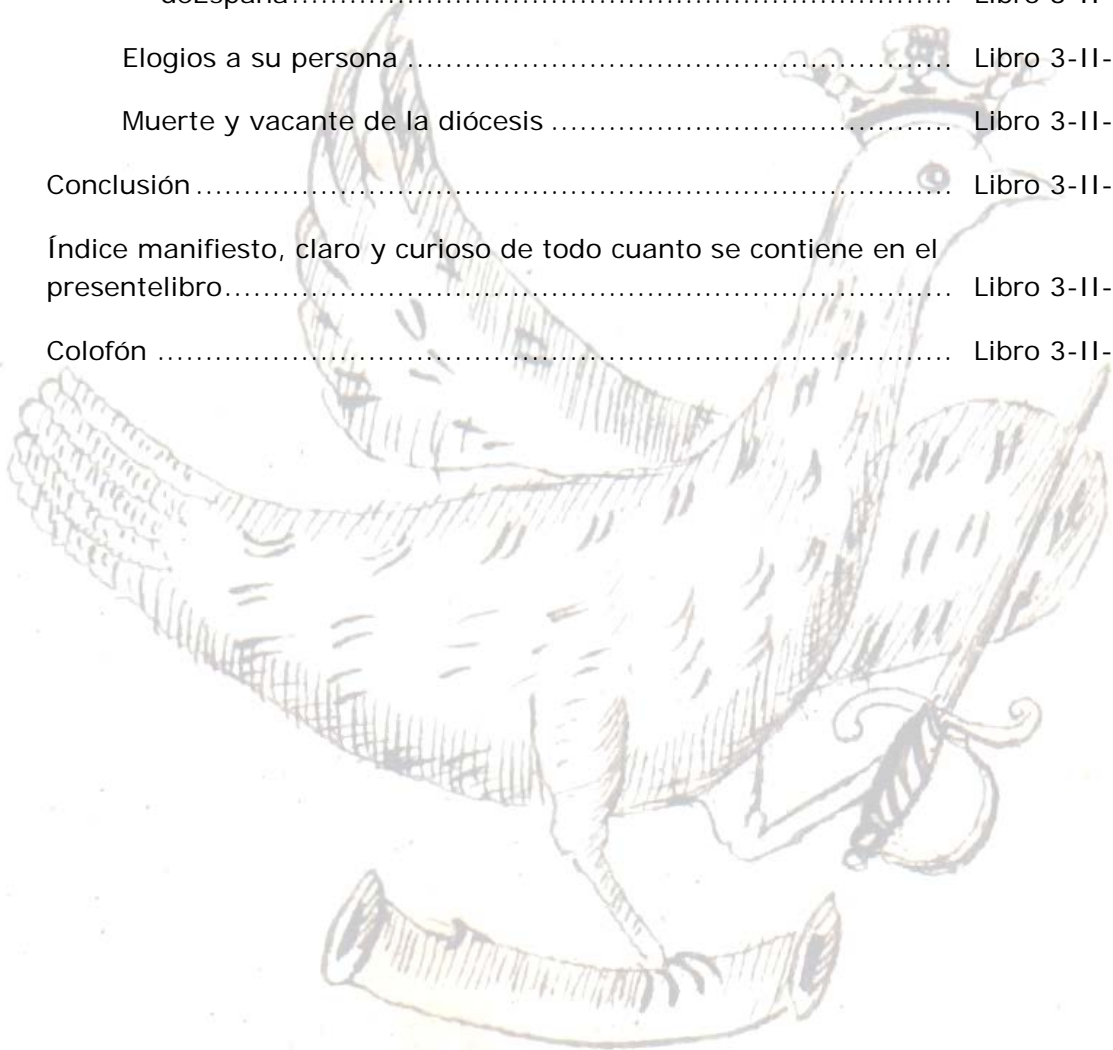 Elogios a su persona ........................................................ Libro 3-II-
Muerte y vacante de la diócesis ......................................... Libro 3-II-
Conclusión .............................................................................. Libro 3-II-
Índice manifiesto, claro y curioso de todo cuanto se contiene en el
presentelibro........................................................................... Libro 3-II-
Colofón .................................................................................. Libro 3-II-